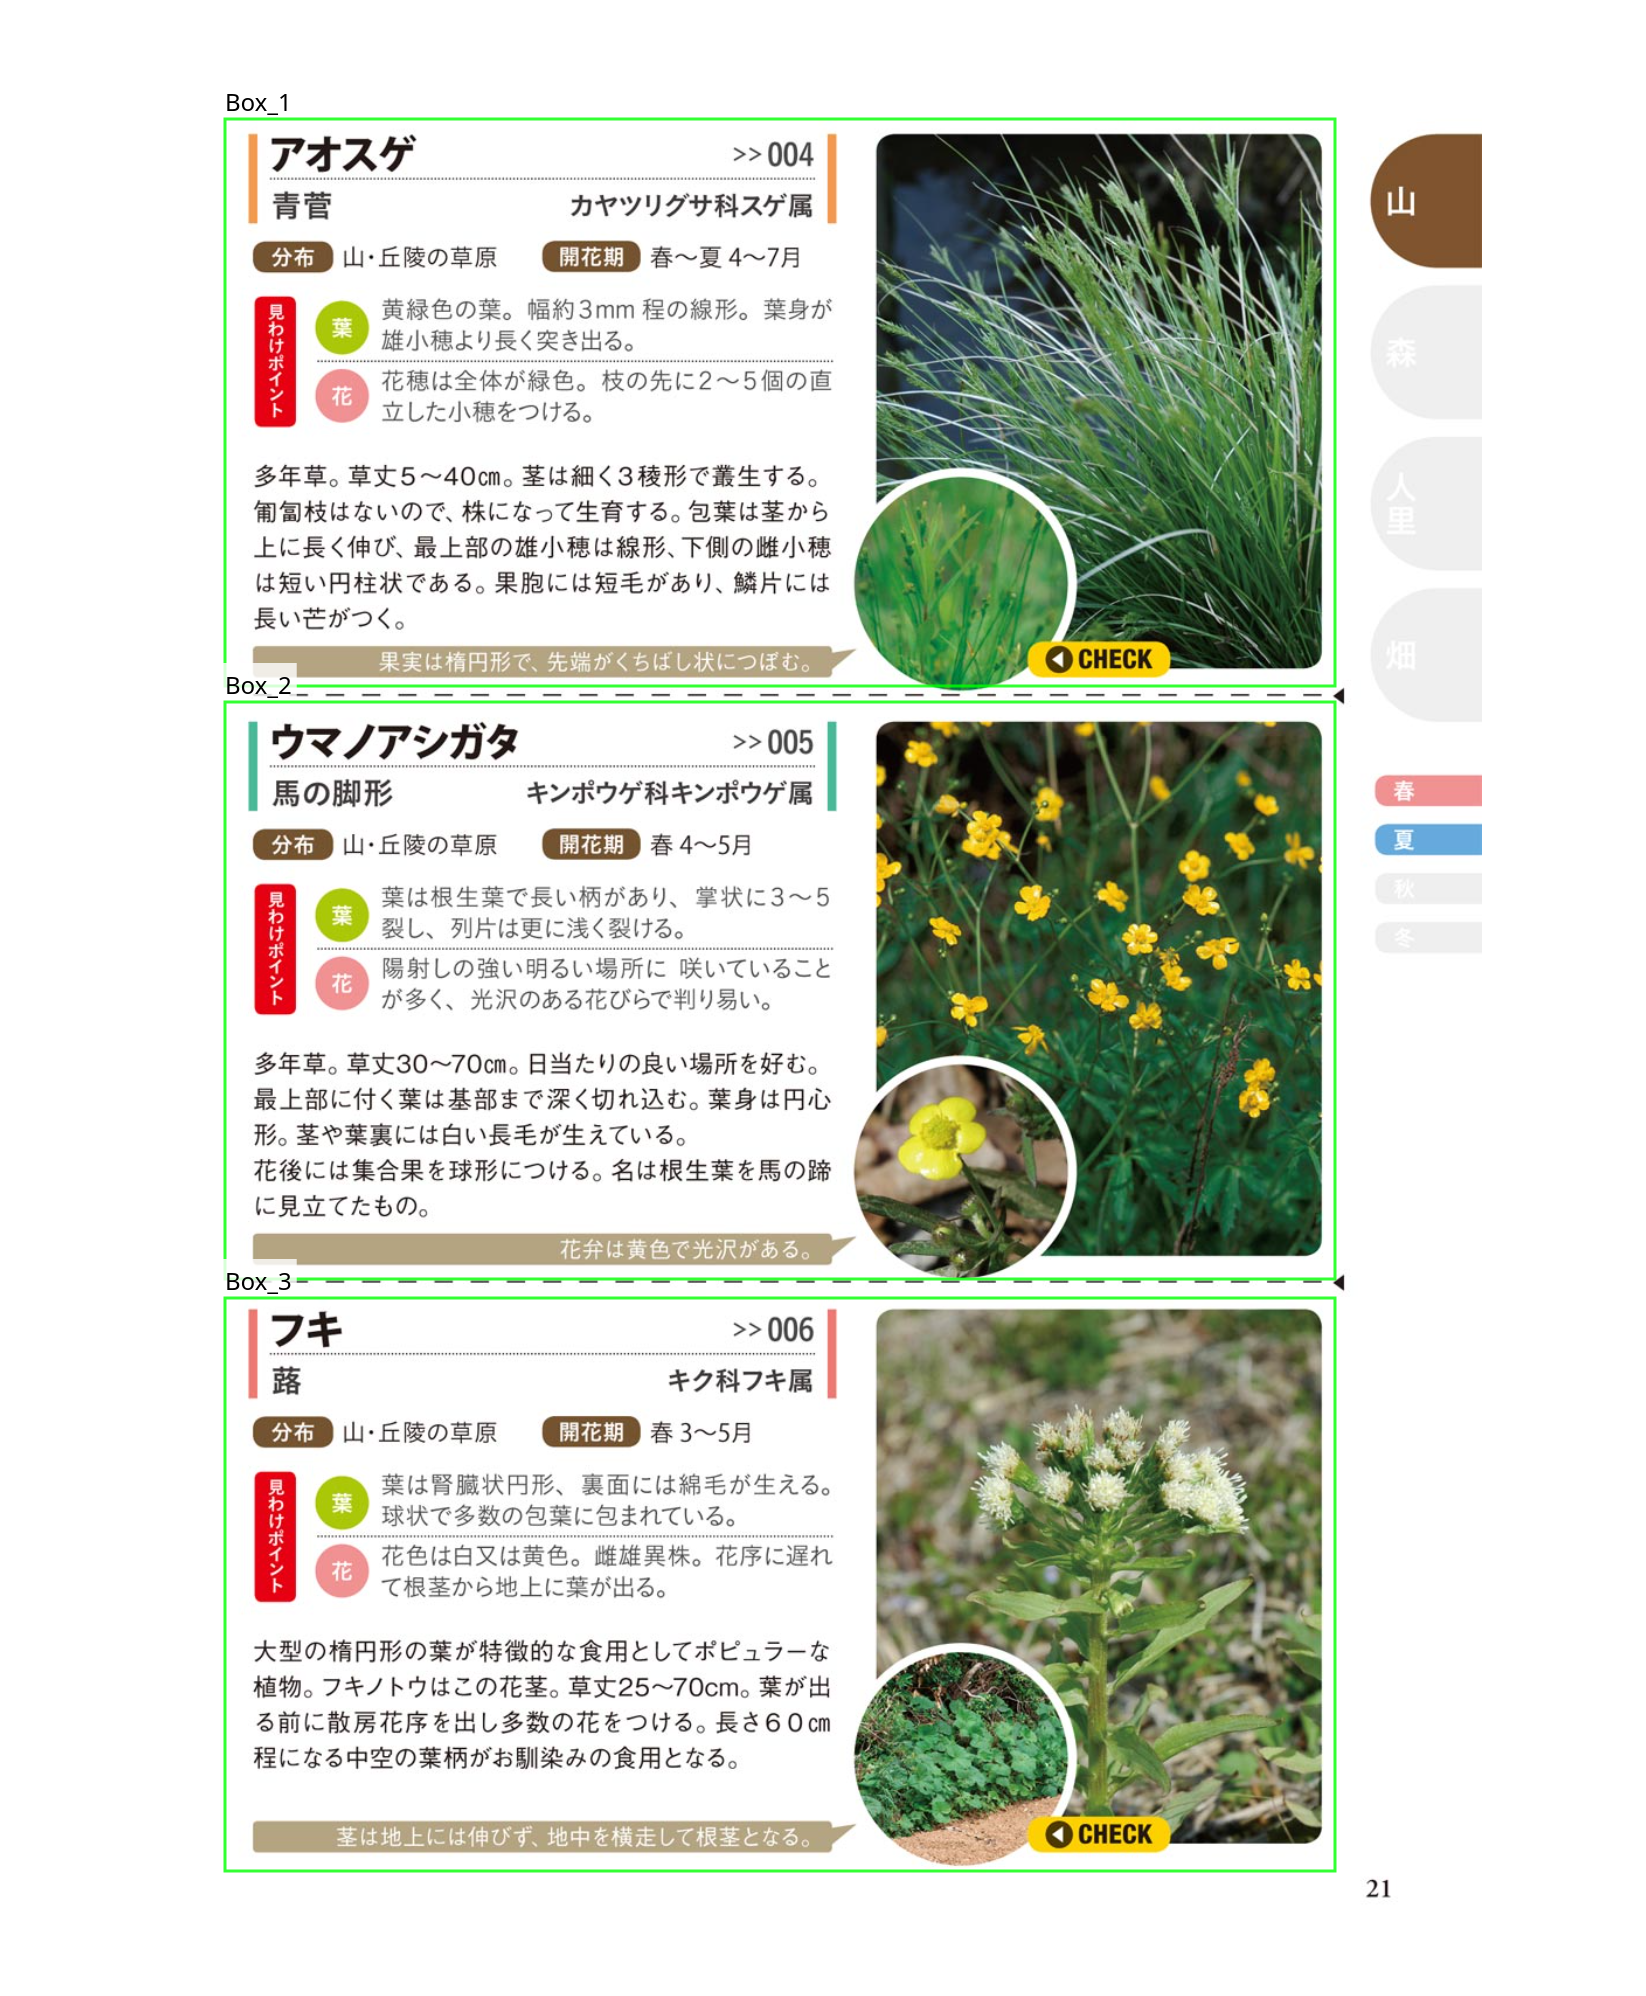 Box_1
アオスゲ >>004
青菅 カヤツリグサ科スゲ属
分布 山・丘陵の草原 開花期 春〜夏 4〜7月
見わけポイント
葉 黄緑色の葉。幅約3mm 程の線形。葉身が
雄小穂より長く突き出る。
花 花穂は全体が緑色。枝の先に2〜5個の直
立した小穂をつける。
多年草。草丈5〜40㎝。茎は細く3稜形で叢生する。
匍匐枝はないので、株になって生育する。包葉は茎から
上に長く伸び、最上部の雄小穂は線形、下側の雌小穂
は短い円柱状である。果胞には短毛があり、鱗片には
長い芒がつく。
果実は楕円形で、先端がくちばし状につぼむ。
CHECK
Box_2
ウマノアシガタ >>005
馬の脚形 キンポウゲ科キンポウゲ属
分布 山・丘陵の草原 開花期 春 4〜5月
見わけポイント
葉 葉は根生葉で長い柄があり、掌状に3〜5
裂し、列片は更に浅く裂ける。
花 陽射しの強い明るい場所に 咲いていること
が多く、光沢のある花びらで判り易い。
多年草。草丈30〜70㎝。日当たりの良い場所を好む。
最上部に付く葉は基部まで深く切れ込む。葉身は円心
形。茎や葉裏には白い長毛が生えている。
花後には集合果を球形につける。名は根生葉を馬の蹄
に見立てたもの。
花弁は黄色で光沢がある。
Box_3
フキ >>006
蕗 キク科フキ属
分布 山・丘陵の草原 開花期 春 3〜5月
見わけポイント
葉 葉は腎臓状円形、裏面には綿毛が生える。
球状で多数の包葉に包まれている。
花 花色は白又は黄色。雌雄異株。花序に遅れ
て根茎から地上に葉が出る。
大型の楕円形の葉が特徴的な食用としてポピュラーな
植物。フキノトウはこの花茎。草丈25〜70cm。葉が出
る前に散房花序を出し多数の花をつける。長さ60㎝
程になる中空の葉柄がお馴染みの食用となる。
茎は地上には伸びず、地中を横走して根茎となる。
CHECK
山
森
人里
畑
春
夏
秋
冬
21